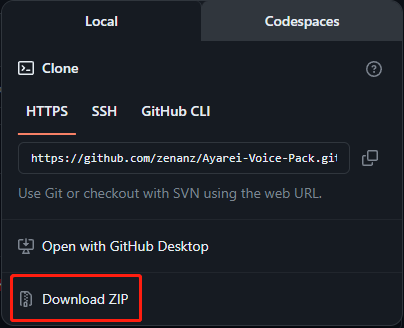 Local
Codespaces
Clone
HTTPS
SSH
GitHub CLI
https://github.com/zenanz/Ayarei-Voice-Pack.git
Use Git or checkout with SVN using the web URL.
Open with GitHub Desktop
Download ZIP